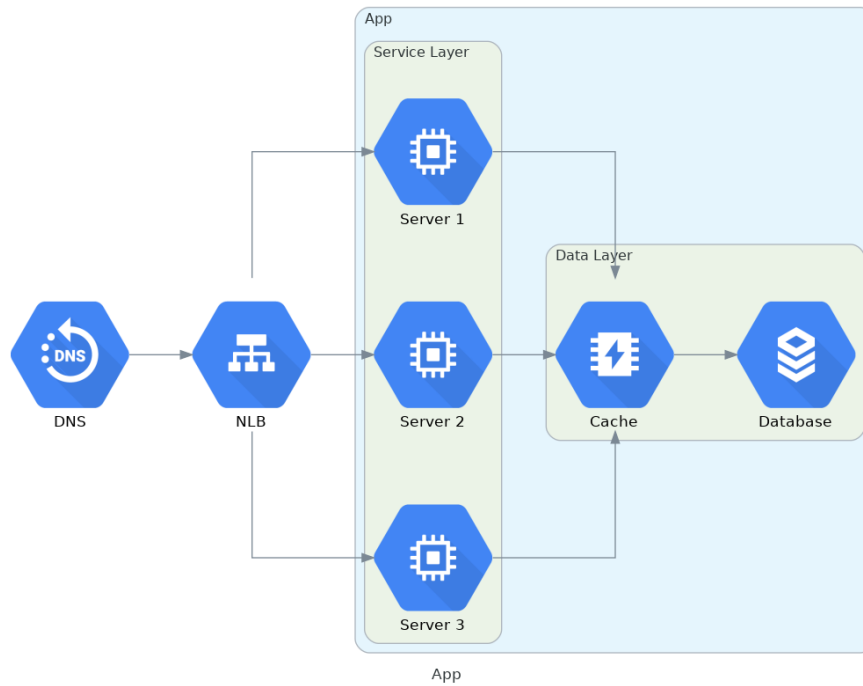 App
Service Layer
Server 1
Data Layer
DNS
DNS
NLB
Server 2
Cache
Database
Server 3
App